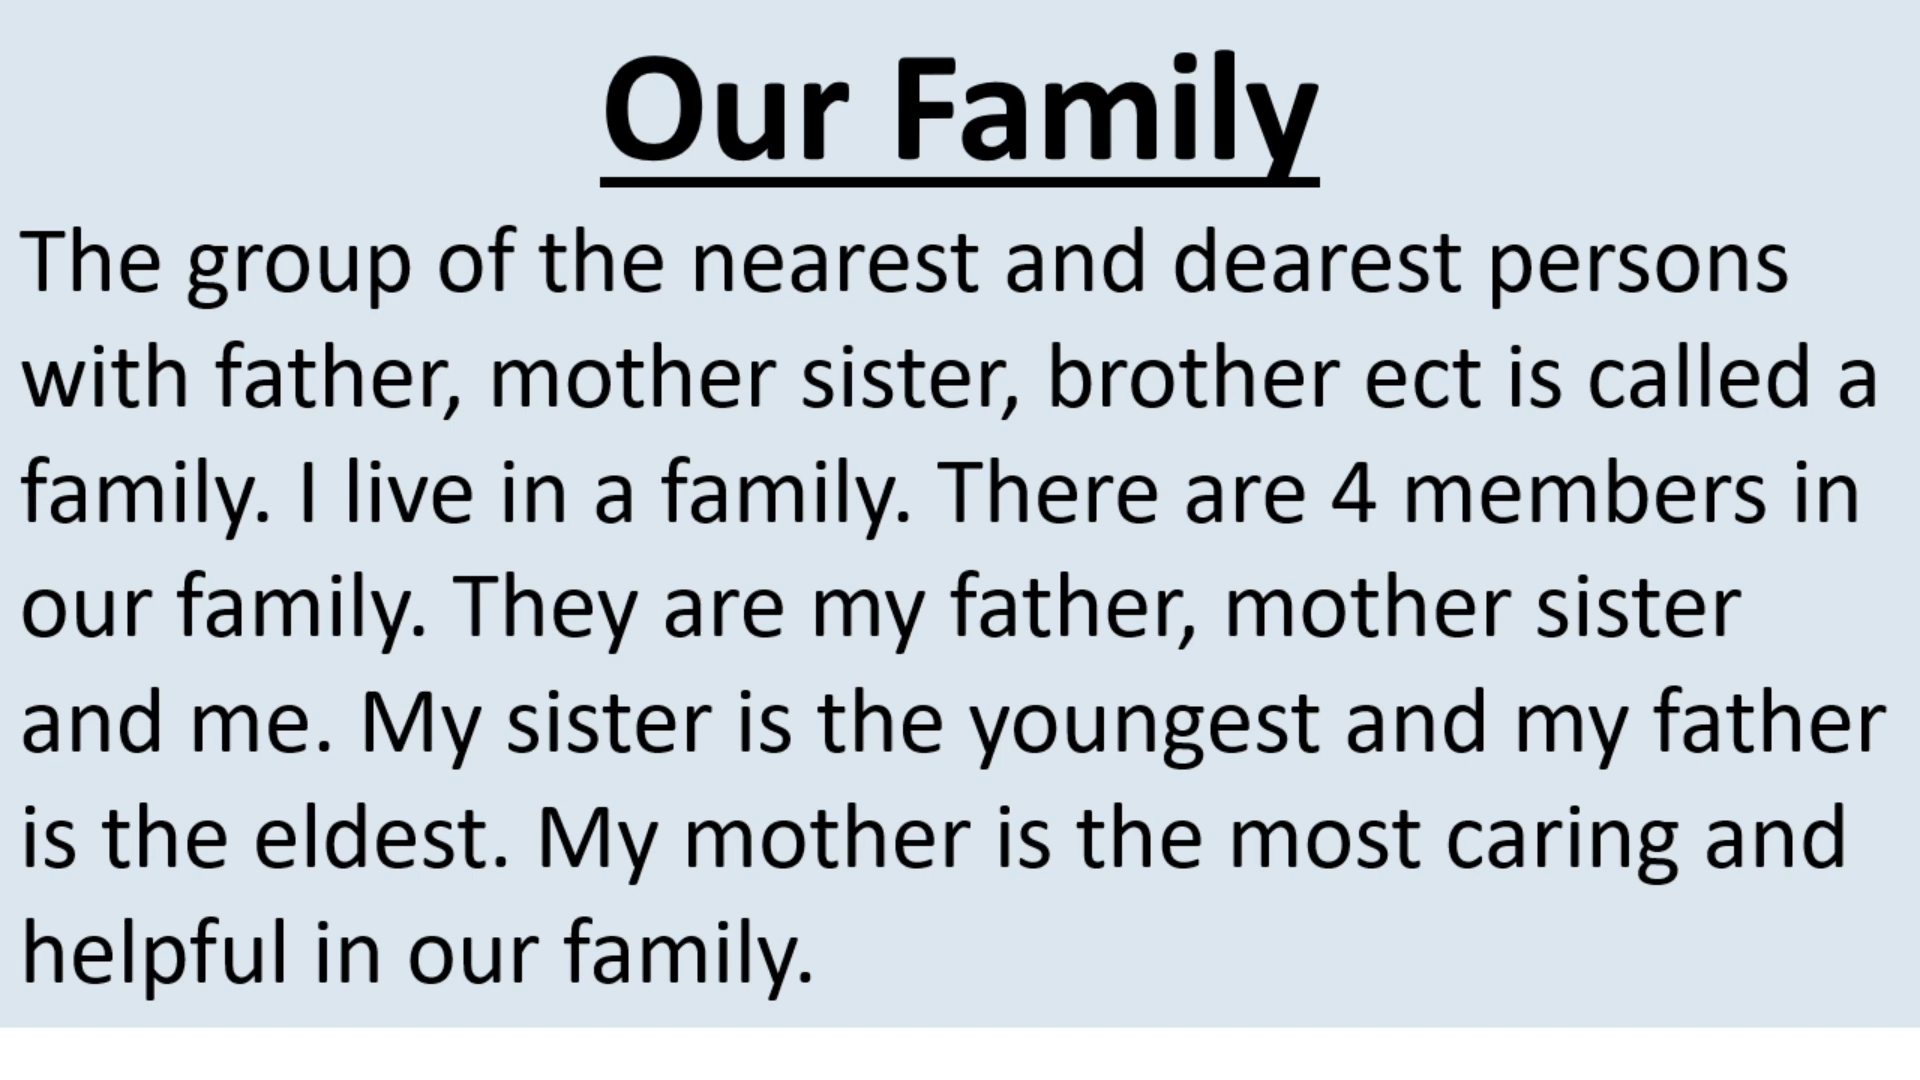 Our Family
The group of the nearest and dearest persons
with father, mother sister, brother ect is called a
family. I live in a family. There are 4 members in
our family. They are my father, mother sister
and me. My sister is the youngest and my father
is the eldest. My mother is the most caring and
helpful in our family.